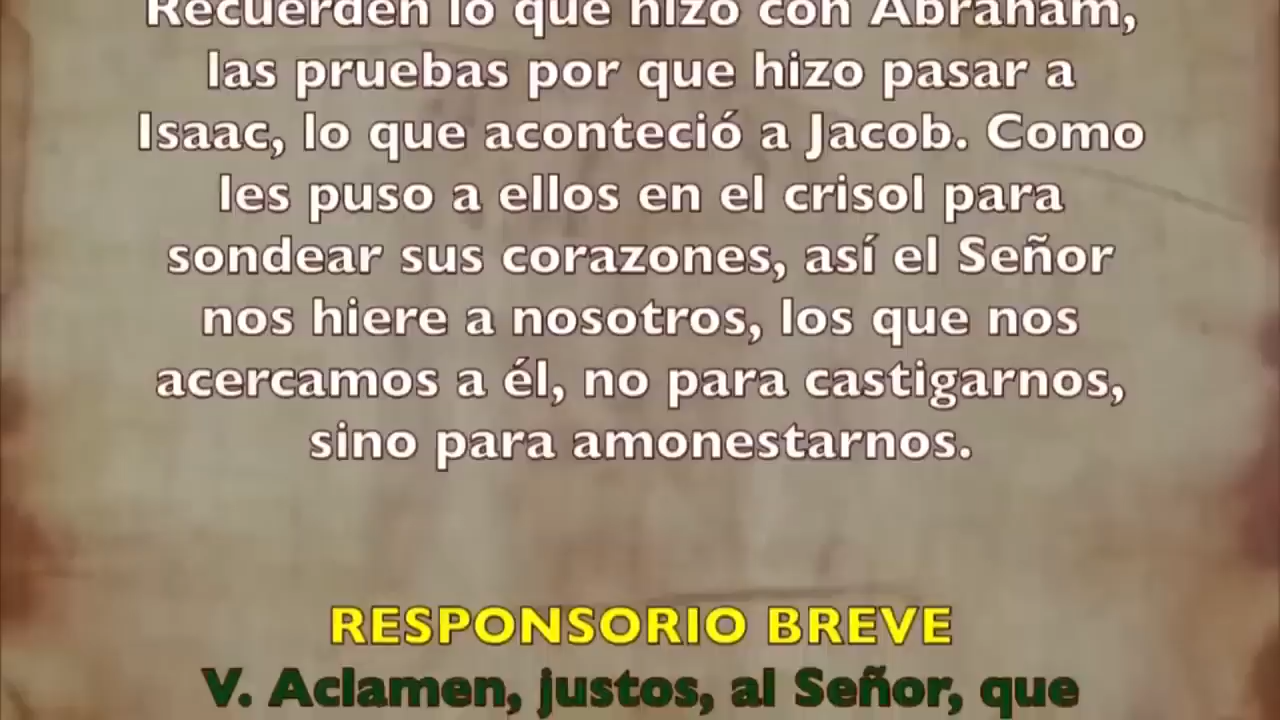 Recuerden lo que hizo con Abraham,
las pruebas por que hizo pasar a
Isaac, lo que aconteció a Jacob. Como
les puso a ellos en el crisol para
sondear sus corazones, así el Señor
nos hiere a nosotros, los que nos
acercamos a él, no para castigarnos,
sino para amonestarnos.
RESPONSORIO BREVE
V. Aclamen, justos, al Señor, que